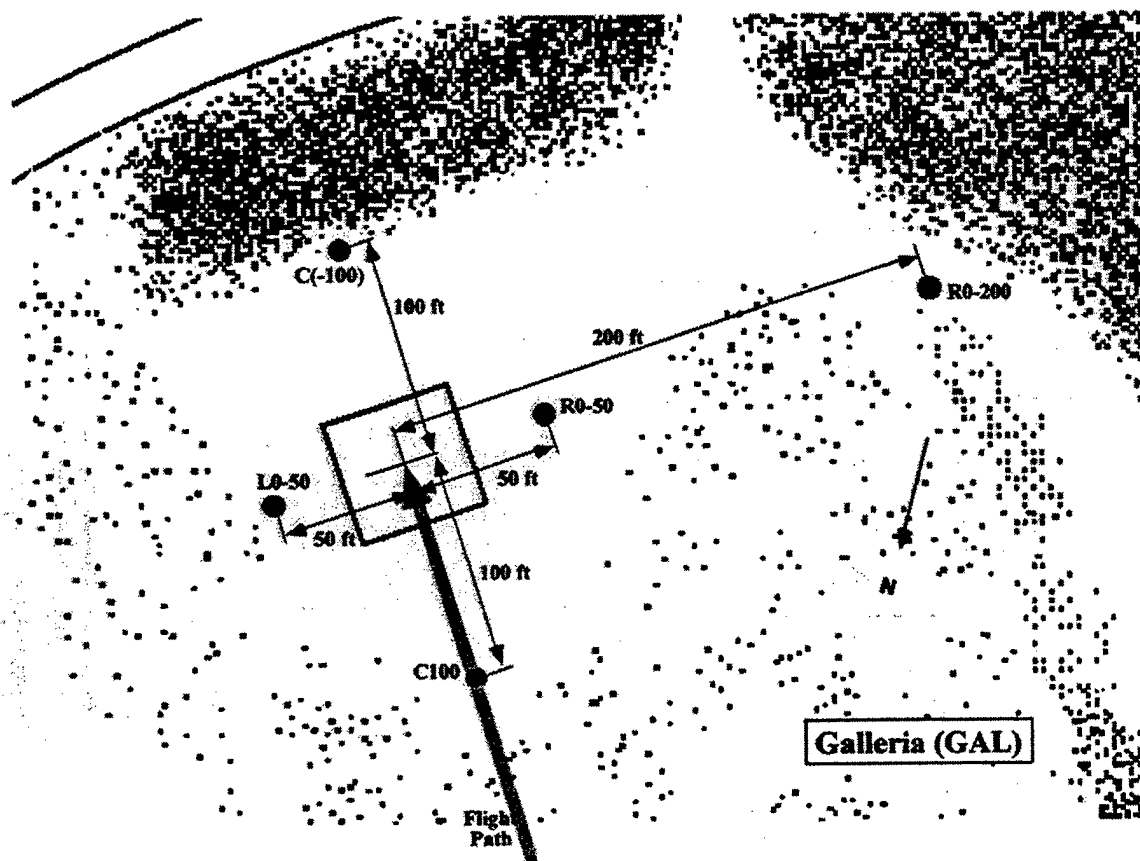 C(-100)
100 ft
R0-200
200 ft
R0-50
L0-50
50 ft
50 ft
100 ft
N
C100
Galleria (GAL)
Flight
Path